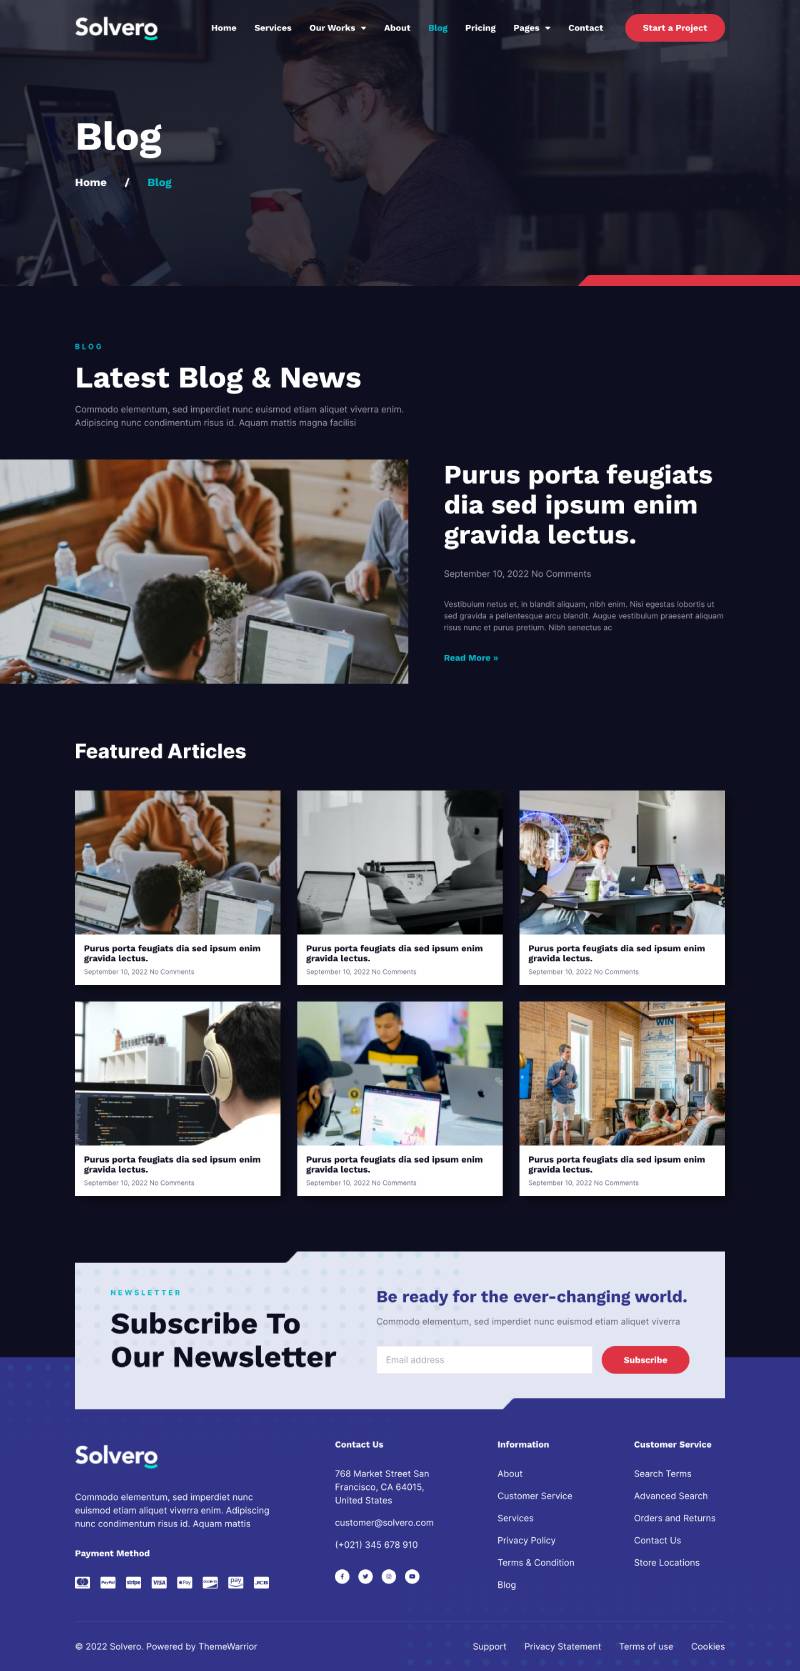 Solvero
Home Services Our Works About Blog Pricing Pages Contact Start a Project
Blog
Home / Blog
BLOG
Latest Blog & News
Commodo elementum, sed imperdiet nunc euismod etiam aliquet viverra enim.
Adipiscing nunc condimentum risus id. Aquam mattis magna facilisi
Purus porta feugiats
dia sed ipsum enim
gravida lectus.
September 10, 2022 No Comments
Vestibulum netus et, in blandit aliquam, nibh enim. Nisi egestas lobortis ut
sed gravida a pellentesque arcu blandit. Augue vestibulum praesent aliquam
risus nunc et purus pretium. Nibh senectus ac
Read More »
Featured Articles
Purus porta feugiats dia sed ipsum enim
gravida lectus.
September 10, 2022 No Comments
Purus porta feugiats dia sed ipsum enim
gravida lectus.
September 10, 2022 No Comments
Purus porta feugiats dia sed ipsum enim
gravida lectus.
September 10, 2022 No Comments
WIN
Purus porta feugiats dia sed ipsum enim
gravida lectus.
September 10, 2022 No Comments
Purus porta feugiats dia sed ipsum enim
gravida lectus.
September 10, 2022 No Comments
Purus porta feugiats dia sed ipsum enim
gravida lectus.
September 10, 2022 No Comments
NEWSLETTER
Subscribe To
Our Newsletter
Be ready for the ever-changing world.
Commodo elementum, sed imperdiet nunc euismod etiam aliquet viverra
Email address
Subscribe
Solvero
Commodo elementum, sed imperdiet nunc
euismod etiam aliquet viverra enim. Adipiscing
nunc condimentum risus id. Aquam mattis
Payment Method
PayPal stripe VISA Pay pay JCB
Contact Us
768 Market Street San
Francisco, CA 64015,
United States
customer@solvero.com
(+021) 345 678 910
Information
About
Customer Service
Services
Privacy Policy
Terms & Condition
Blog
Customer Service
Search Terms
Advanced Search
Orders and Returns
Contact Us
Store Locations
© 2022 Solvero. Powered by ThemeWarrior
Support Privacy Statement Terms of use Cookies